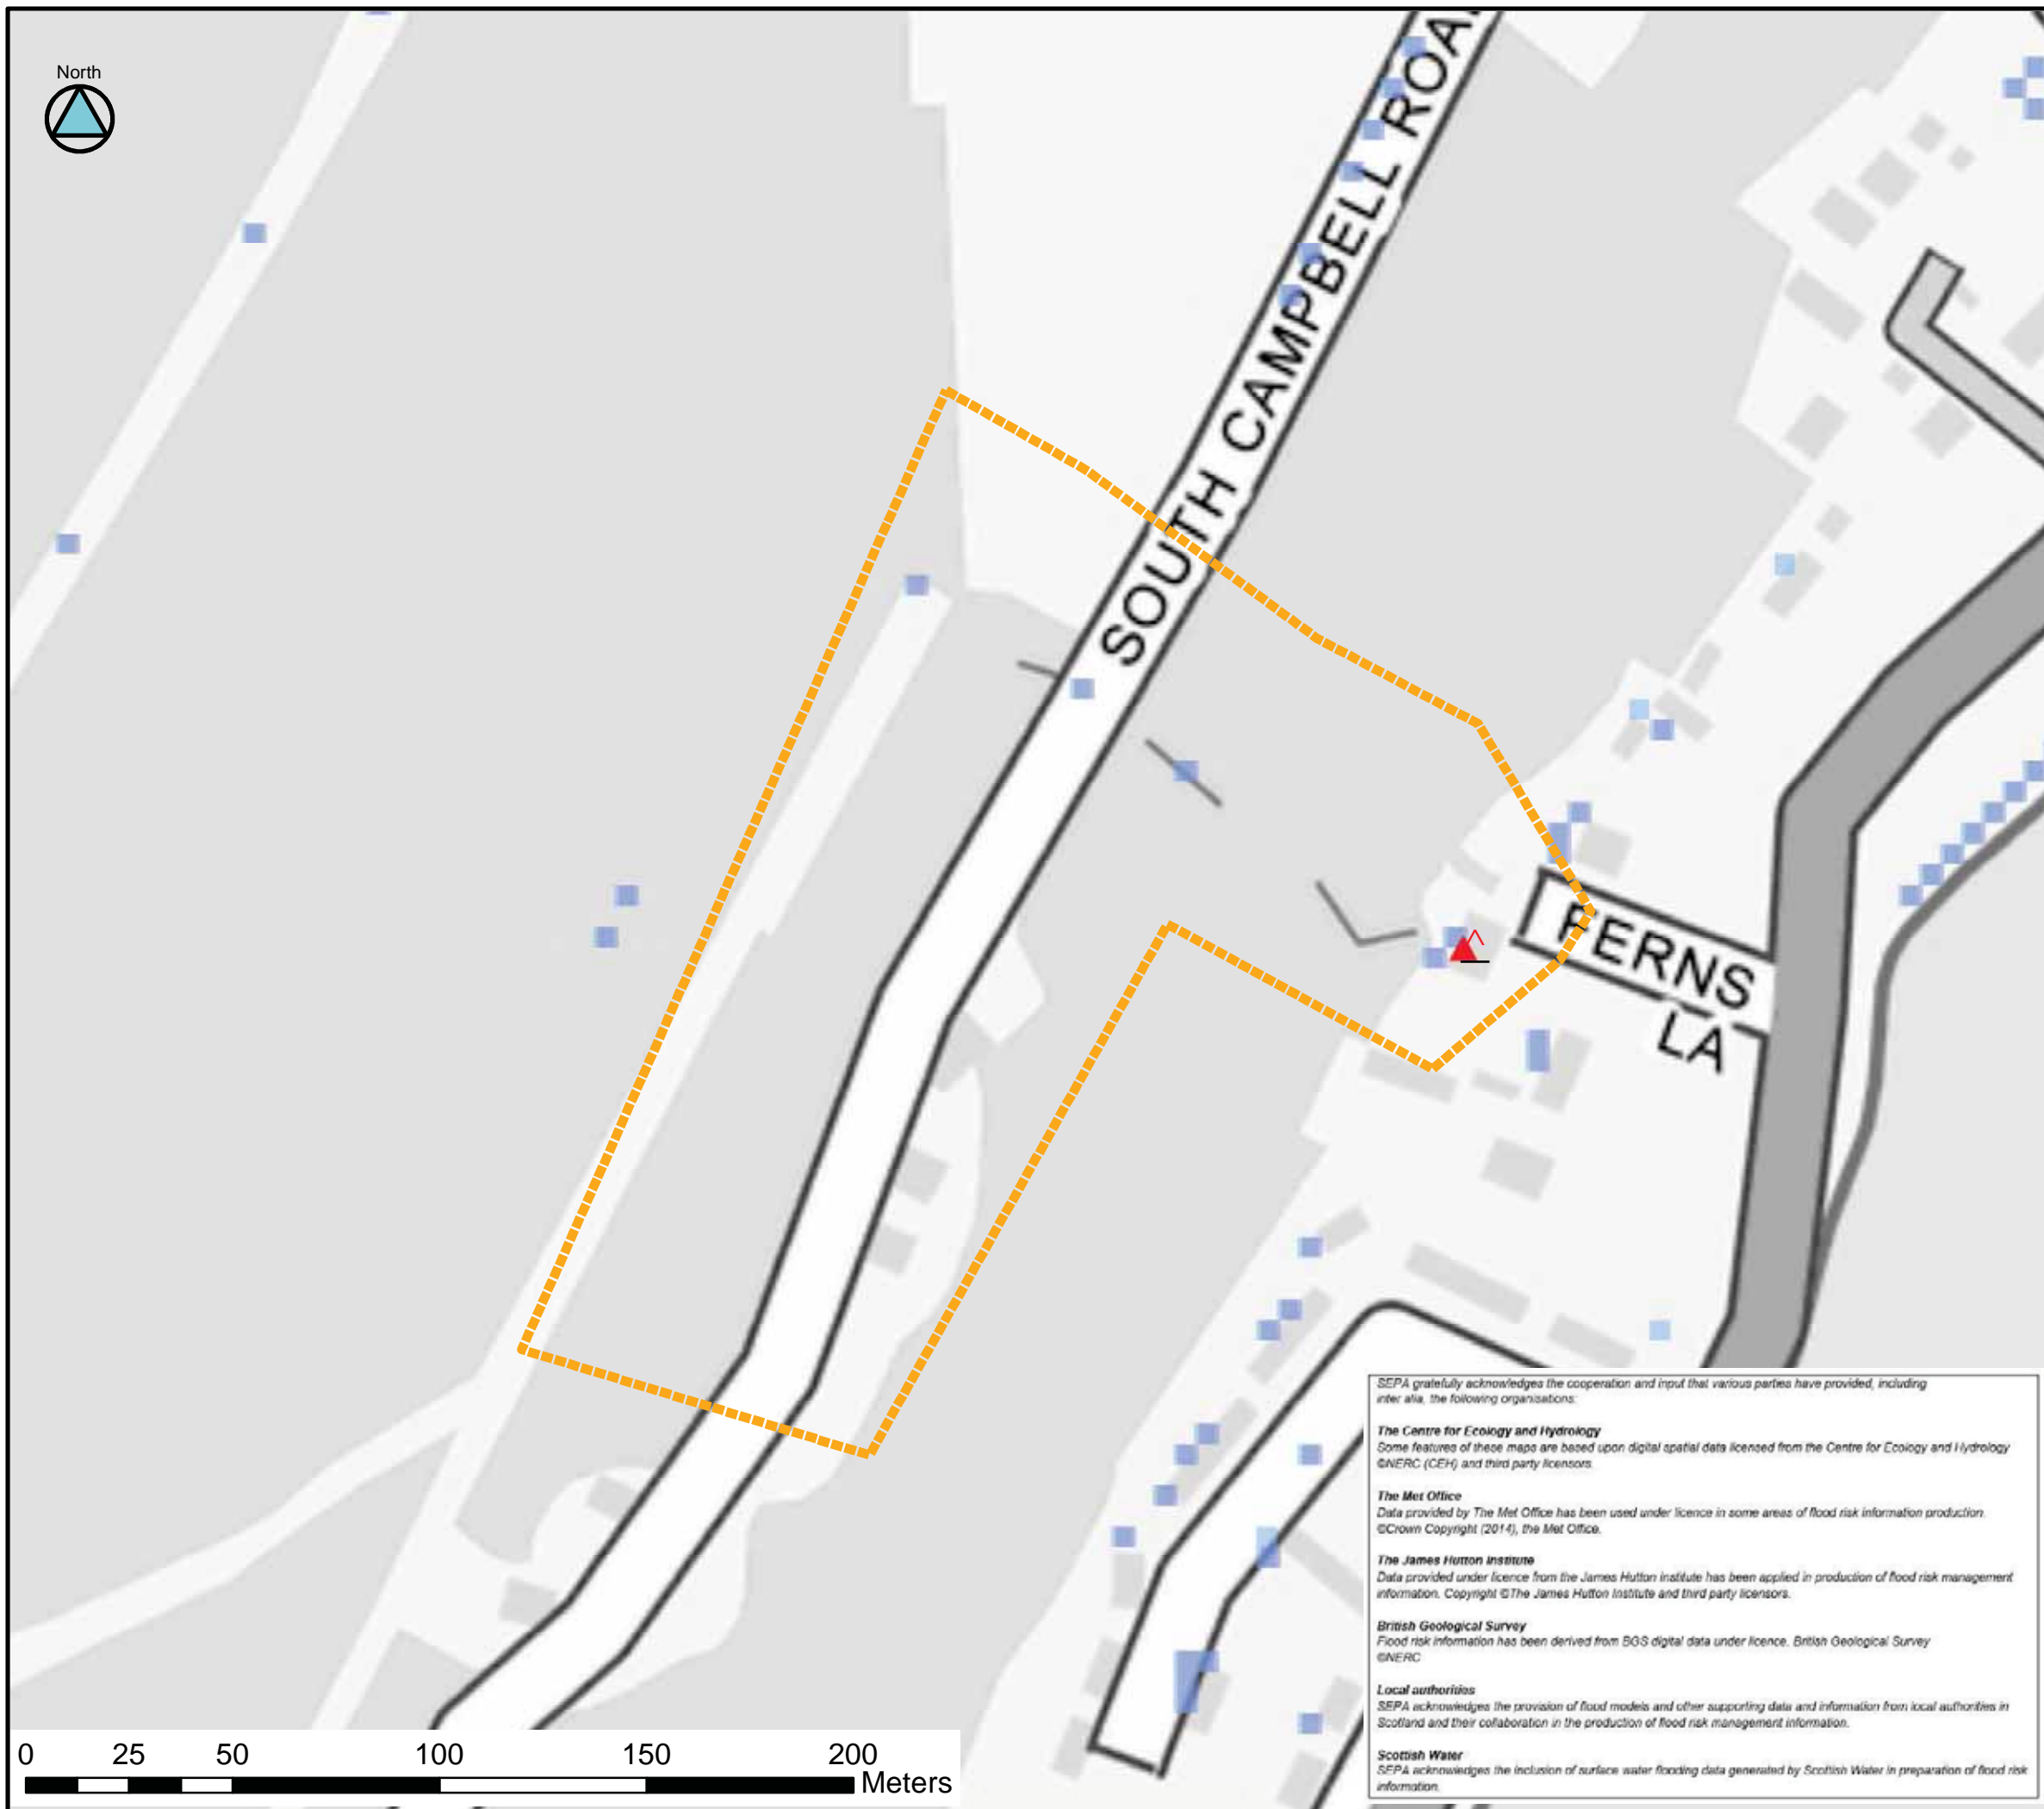 North
SOUTH CAMPBELL ROA
FERNS
LA
SEPA gratefully acknowledges the cooperation and input that various parties have provided, including
inter alia, the following organisations:
The Centre for Ecology and Hydrology
Some features of these maps are based upon digital spatial data licensed from the Centre for Ecology and Hydrology
©NERC (CEH) and third party licensors.
The Met Office
Data provided by The Met Office has been used under licence in some areas of flood risk information production.
©Crown Copyright (2014), the Met Office.
The James Hutton Institute
Data provided under licence from the James Hutton institute has been applied in production of flood risk management
information. Copyright ©The James Hutton Institute and third party licensors.
British Geological Survey
Flood risk information has been derived from BGS digital data under licence. British Geological Survey
©NERC
Local authorities
SEPA acknowledges the provision of flood models and other supporting data and information from local authorities in
Scotland and their collaboration in the production of flood risk management information.
Scottish Water
SEPA acknowledges the inclusion of surface water flooding data generated by Scottish Water in preparation of flood risk
information.
0 25 50 100 150 200
Meters